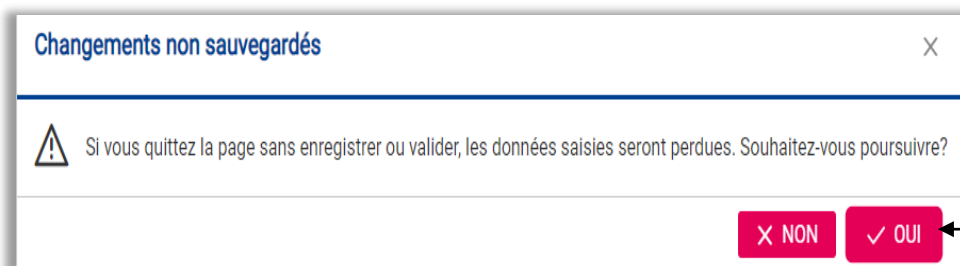 Changements non sauvegardés
Si vous quittez la page sans enregistrer ou valider, les données saisies seront perdues. Souhaitez-vous poursuivre?
NON
OUI